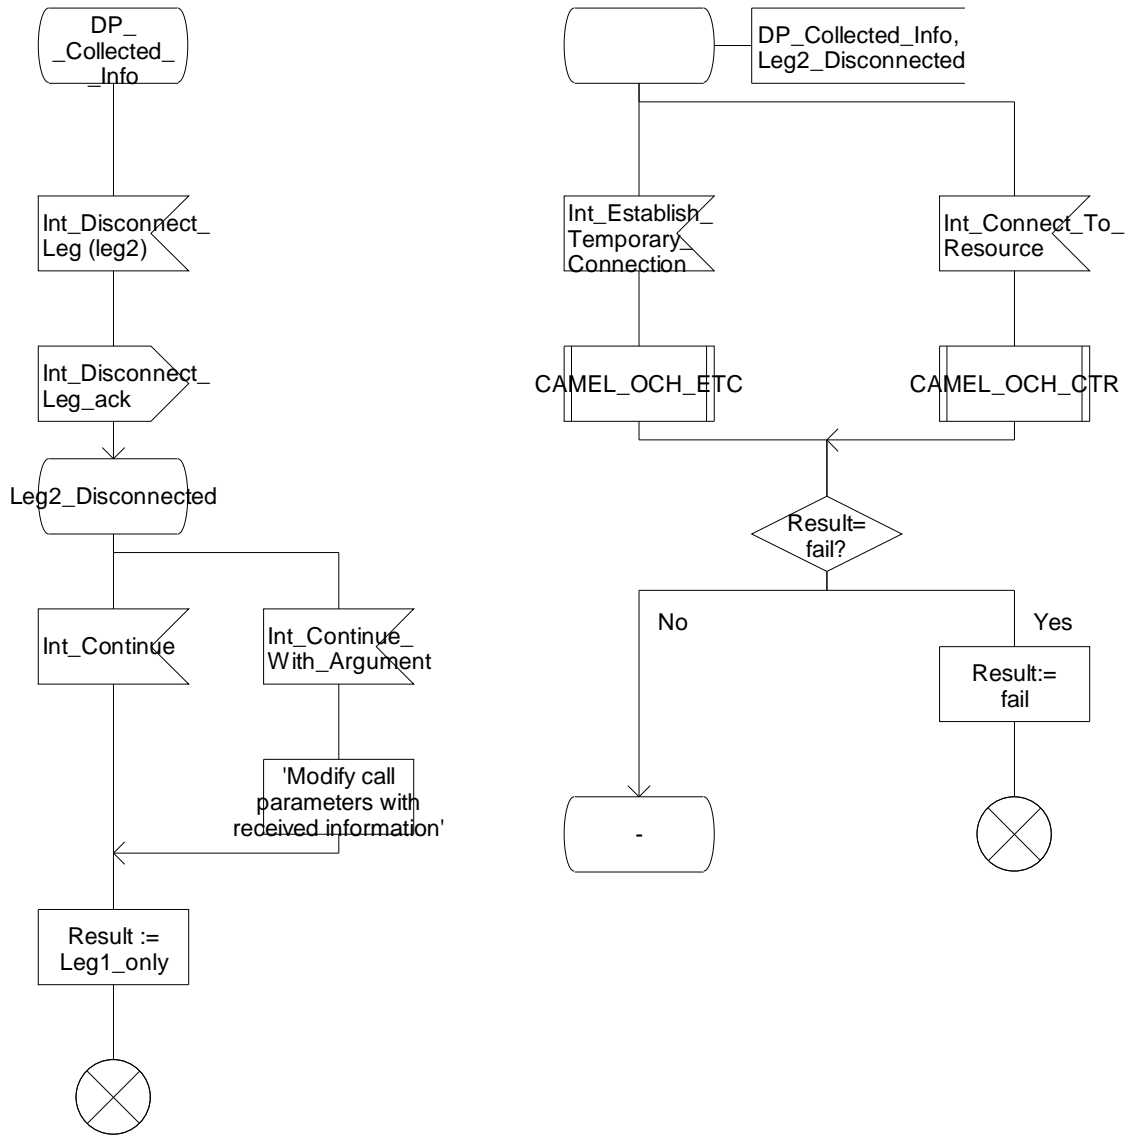 DP_
_Collected_
_Info
Int_Disconnect_
Leg (leg2)
Int_Disconnect_
Leg_ack
Leg2_Disconnected
Int_Continue
Int_Continue_
With_Argument
'Modify call
parameters with
received information'
Result :=
Leg1_only
DP_Collected_Info,
Leg2_Disconnected
Int_Establish_
Temporary_
Connection
Int_Connect_To_
Resource
CAMEL_OCH_ETC
CAMEL_OCH_CTR
Result=
fail?
No
Yes
Result:=
fail
-